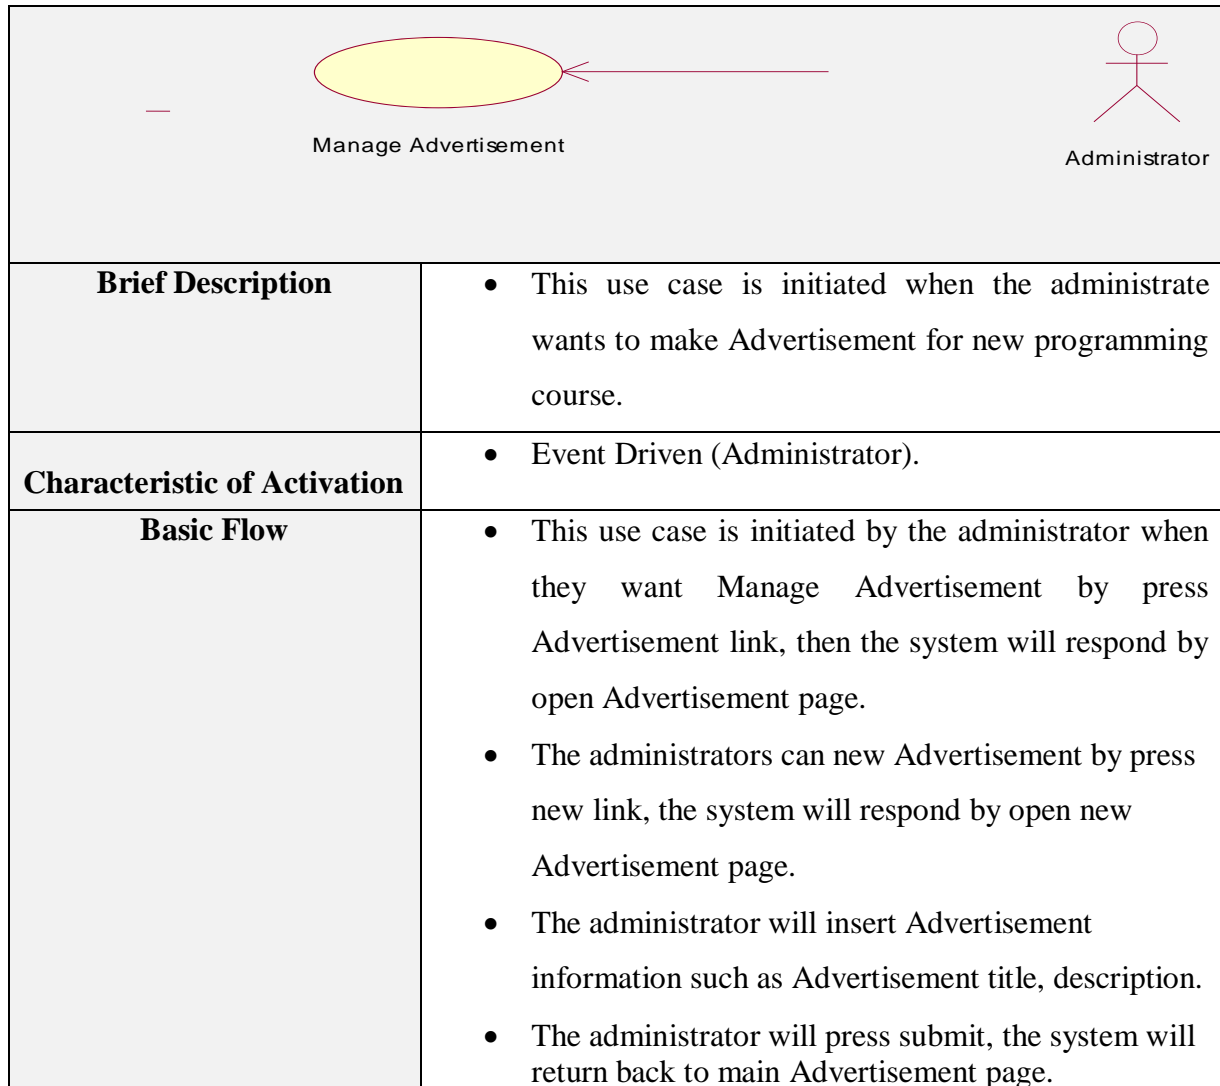 Manage Advertisement
Administrator
Brief Description
• This use case is initiated when the administrate
wants to make Advertisement for new programming
course.
Characteristic of Activation
• Event Driven (Administrator).
Basic Flow
• This use case is initiated by the administrator when
they want Manage Advertisement by press
Advertisement link, then the system will respond by
open Advertisement page.
• The administrators can new Advertisement by press
new link, the system will respond by open new
Advertisement page.
• The administrator will insert Advertisement
information such as Advertisement title, description.
• The administrator will press submit, the system will
return back to main Advertisement page.